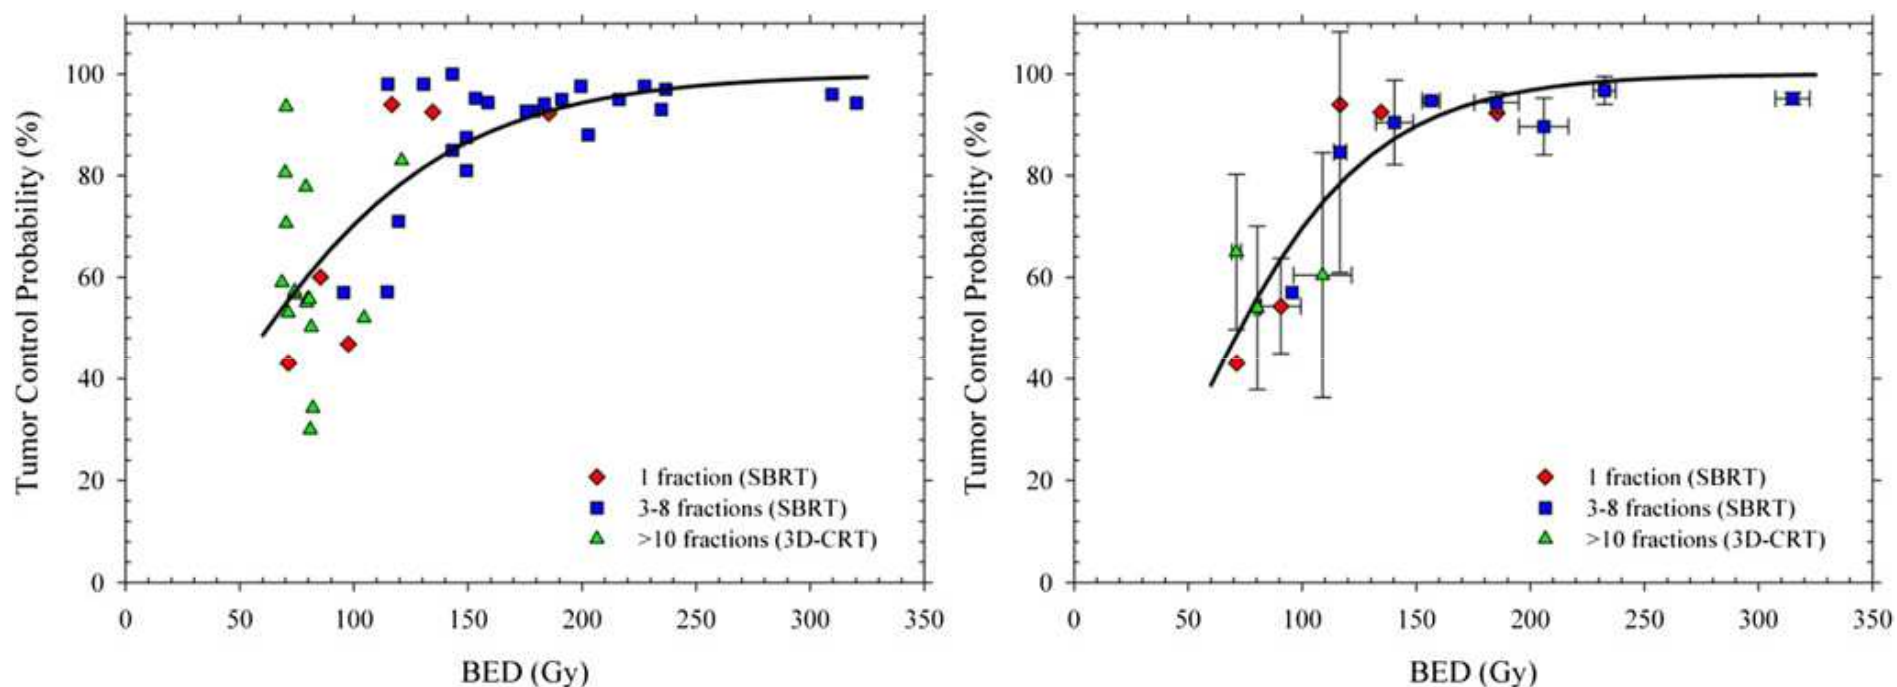 Tumor Control Probability (%)
100
80
60
40
20
0
1 fraction (SBRT)
3-8 fractions (SBRT)
>10 fractions (3D-CRT)
0 50 100 150 200 250 300 350
BED (Gy)
Tumor Control Probability (%)
100
80
60
40
20
0
1 fraction (SBRT)
3-8 fractions (SBRT)
>10 fractions (3D-CRT)
0 50 100 150 200 250 300 350
BED (Gy)